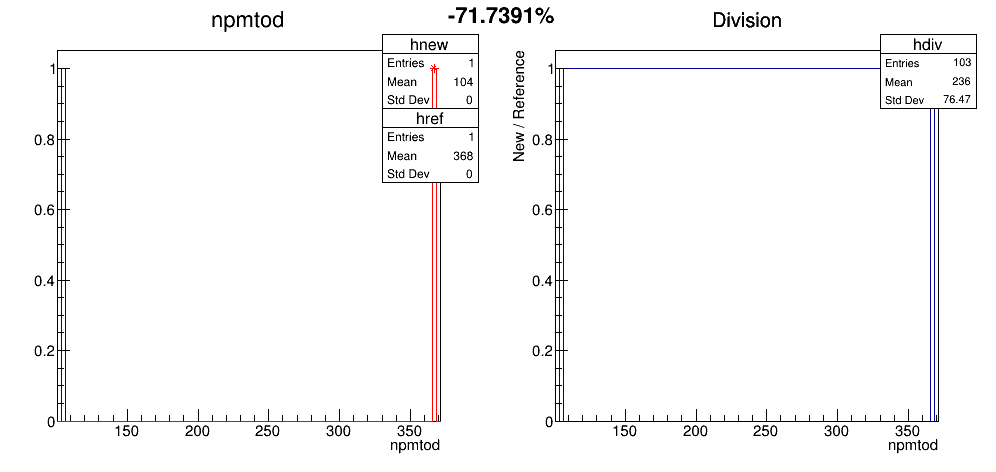 -71.7391%
npmtod
hnew
Entries 1
Mean 104
Std Dev 0
href
Entries 1
Mean 368
Std Dev 0
1
0.8
0.6
0.4
0.2
0
150 200 250 300 350
npmtod
Division
hdiv
Entries 103
Mean 236
Std Dev 76.47
New / Reference
1
0.8
0.6
0.4
0.2
0
150 200 250 300 350
npmtod